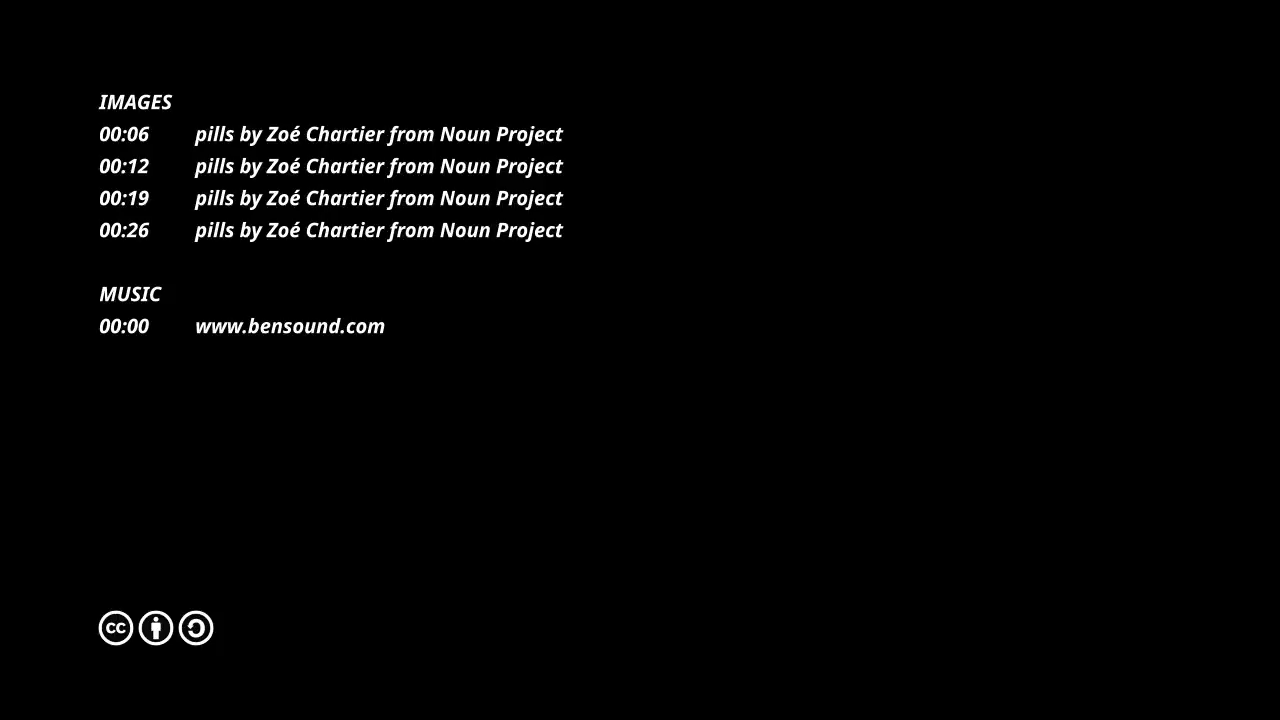 IMAGES
00:06 pills by Zoé Chartier from Noun Project
00:12 pills by Zoé Chartier from Noun Project
00:19 pills by Zoé Chartier from Noun Project
00:26 pills by Zoé Chartier from Noun Project
MUSIC
00:00 www.bensound.com
cc